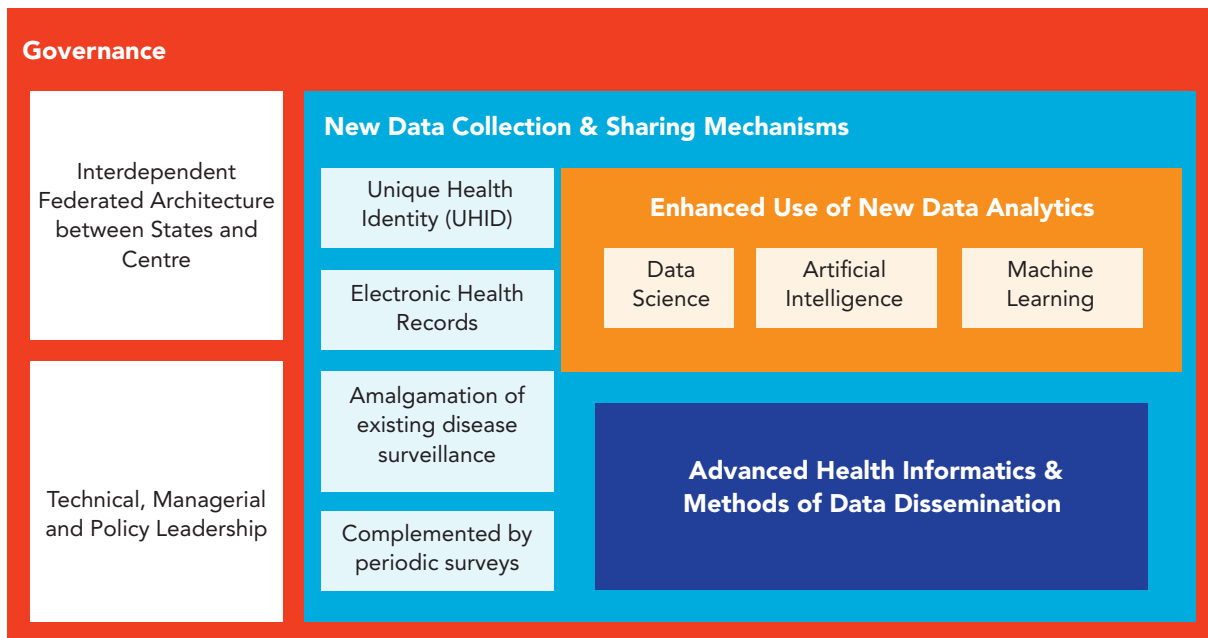 Governance
Interdependent
Federated Architecture
between States and
Centre
Technical, Managerial
and Policy Leadership
New Data Collection & Sharing Mechanisms
Unique Health
Identity (UHID)
Electronic Health
Records
Amalgamation of
existing disease
surveillance
Complemented by
periodic surveys
Enhanced Use of New Data Analytics
Data
Science
Artificial
Intelligence
Machine
Learning
Advanced Health Informatics &
Methods of Data Dissemination